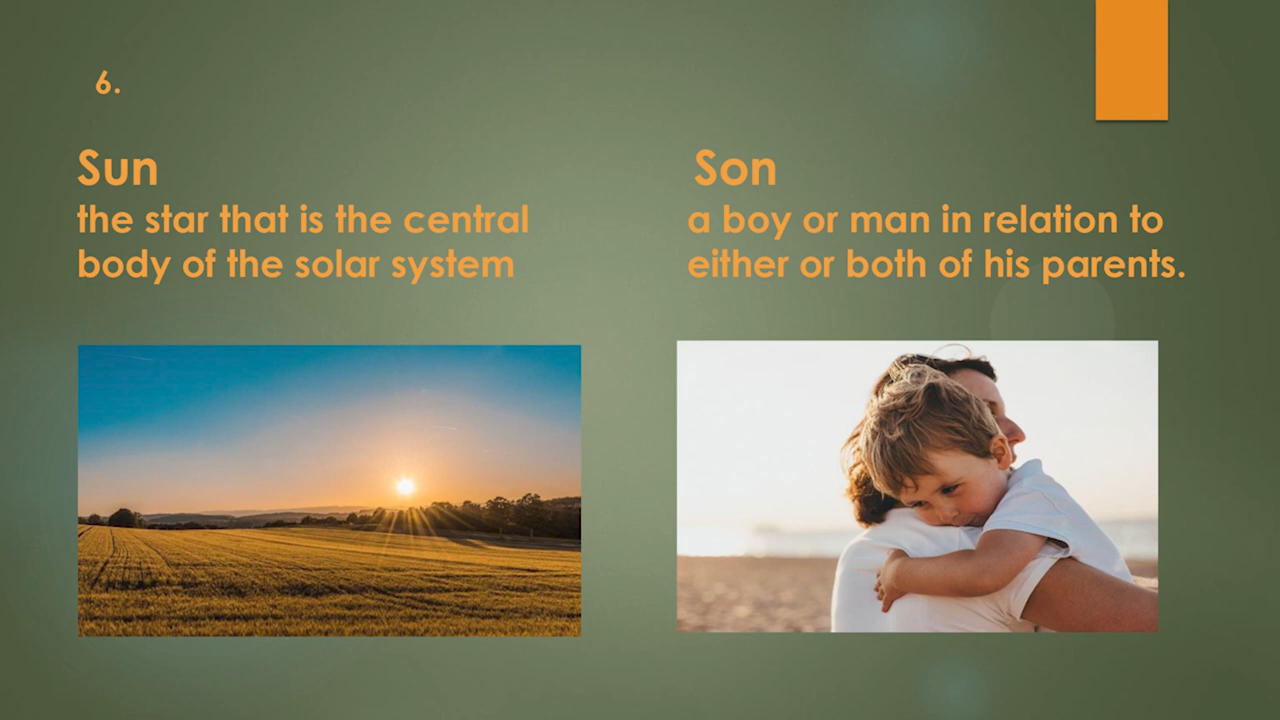 6.
Sun
the star that is the central
body of the solar system
Son
a boy or man in relation to
either or both of his parents.